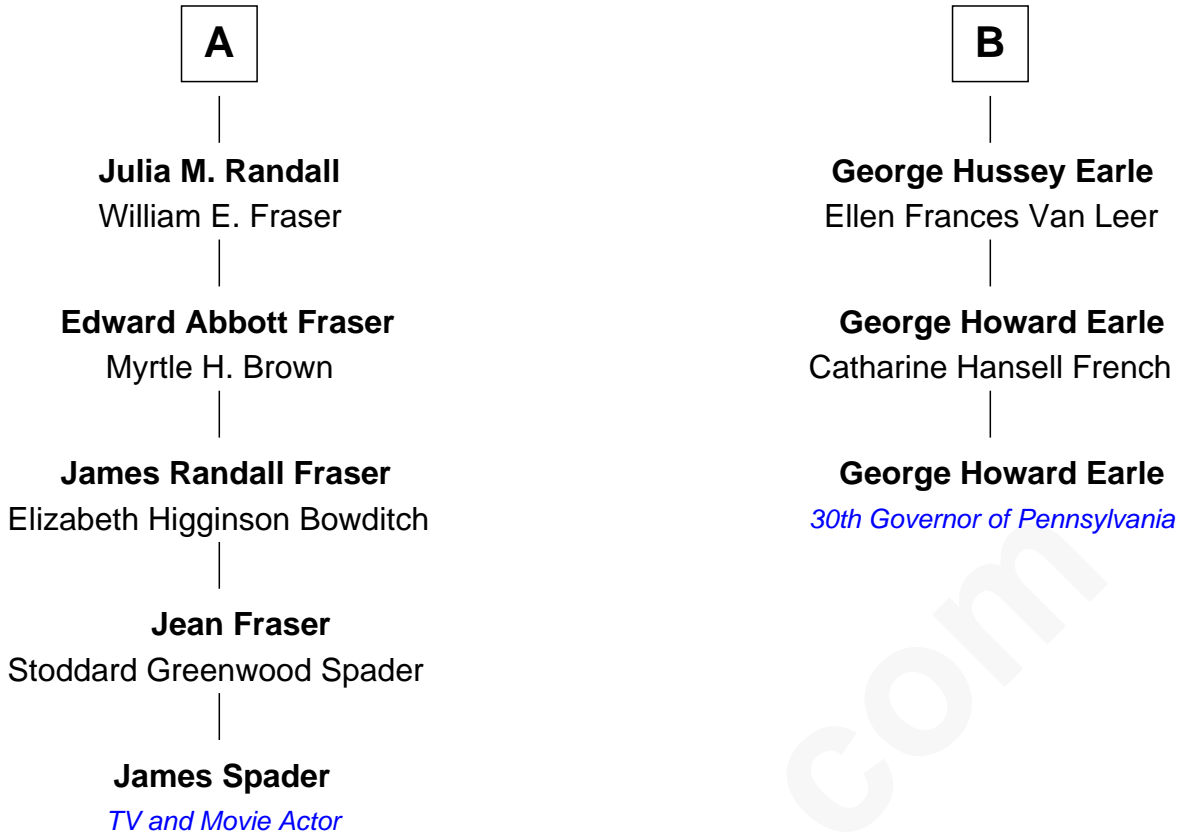 A
Julia M. Randall
William E. Fraser
Edward Abbott Fraser
Myrtle H. Brown
James Randall Fraser
Elizabeth Higginson Bowditch
Jean Fraser
Stoddard Greenwood Spader
James Spader
TV and Movie Actor
B
George Hussey Earle
Ellen Frances Van Leer
George Howard Earle
Catharine Hansell French
George Howard Earle
30th Governor of Pennsylvania
com